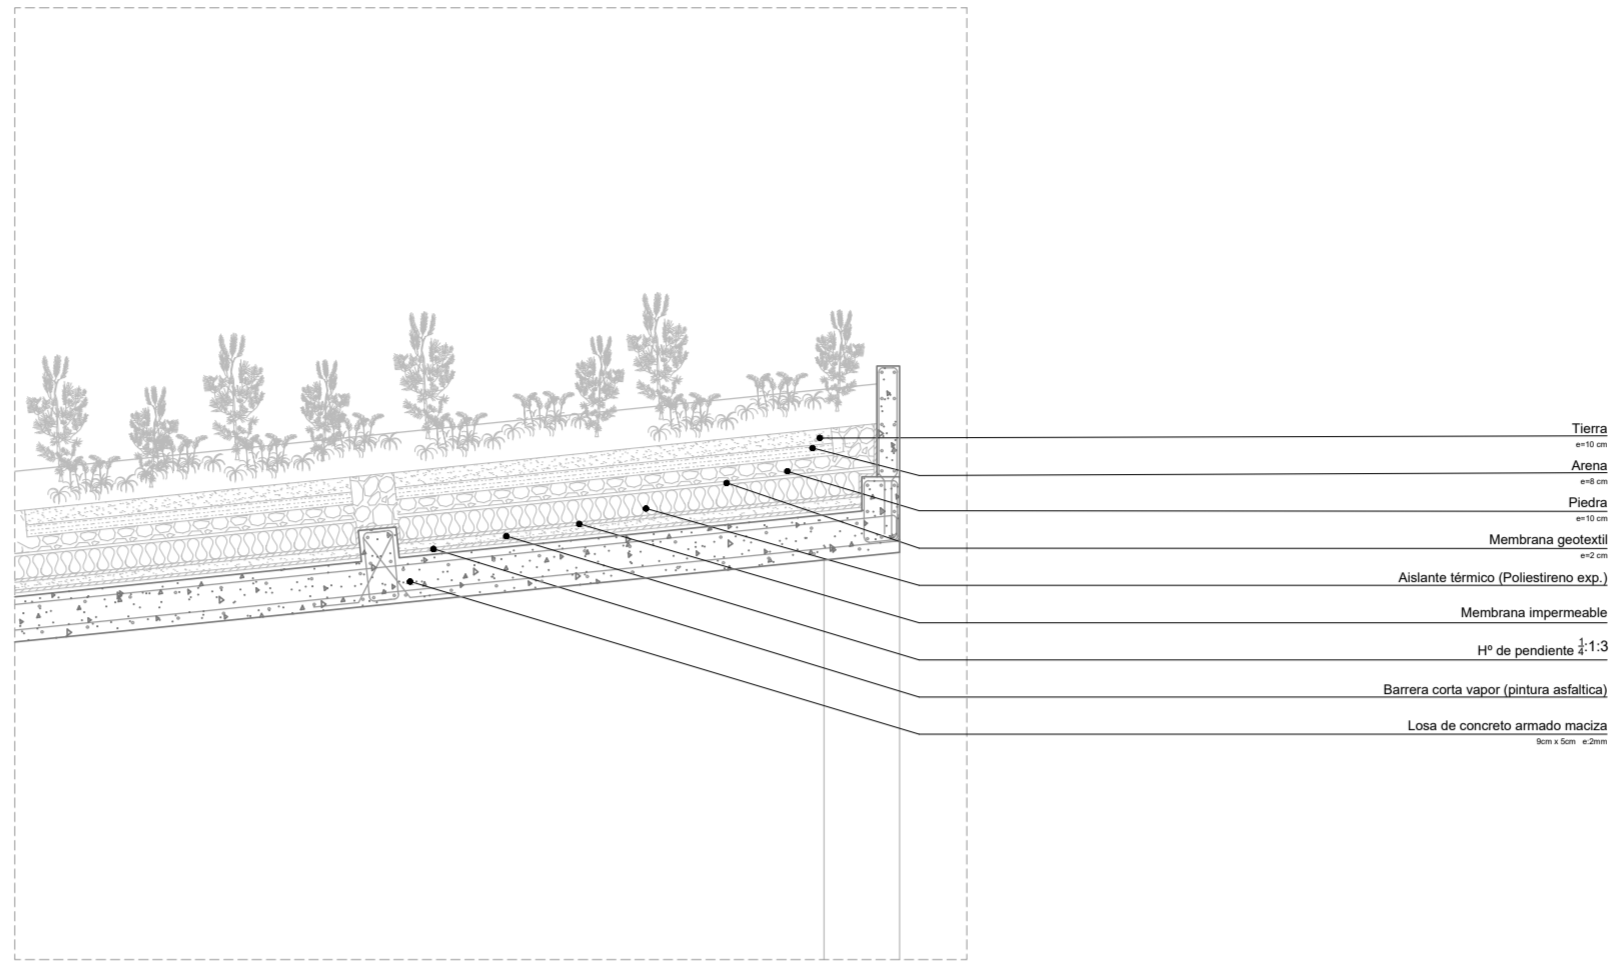 Tierra
e=10 cm
Arena
e=8 cm
Piedra
e=10 cm
Membrana geotextil
e=2 cm
Aislante térmico (Poliestireno exp.)
Membrana impermeable
Hº de pendiente 1/4:1:3
Barrera corta vapor (pintura asfaltica)
Losa de concreto armado maciza
9cm x 5cm e:2mm